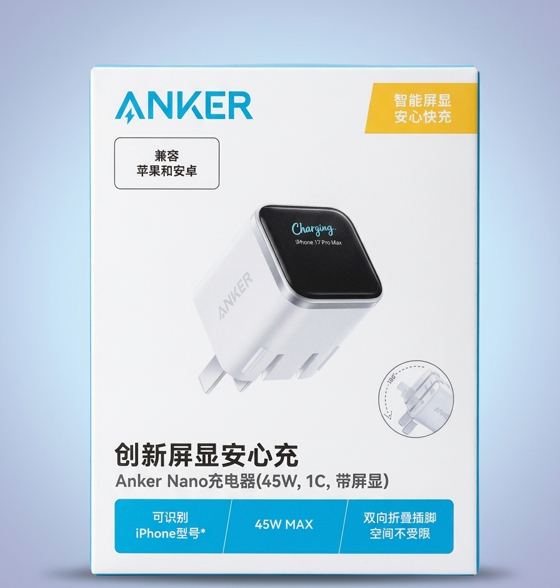 ANKER
智能屏显
安心快充
兼容
苹果和安卓
Charging..
iPhone 17 Pro Max
ANKER
180°
创新屏显安心充
Anker Nano充电器(45W, 1C, 带屏显)
可识别
iPhone型号*
45W MAX
双向折叠插脚
空间不受限